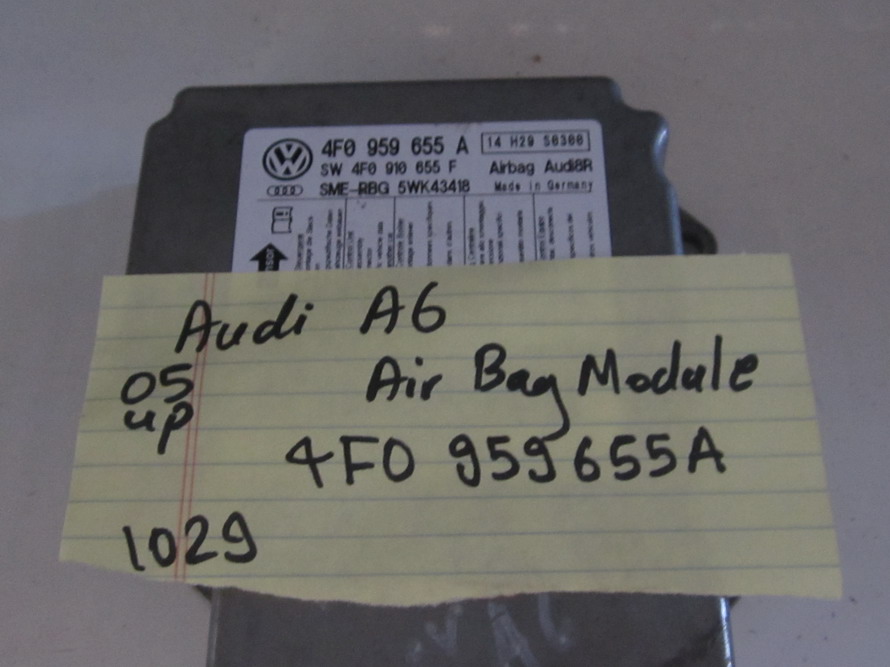 4F0 959 655 A
14 H29 S6366
SW 4F0 910 655 F
Airbag Audi8R
SME-RBG 5WK43418
Made in Germany
Audi A6
05 up
Air Bag Module
4F0 959655A
1029